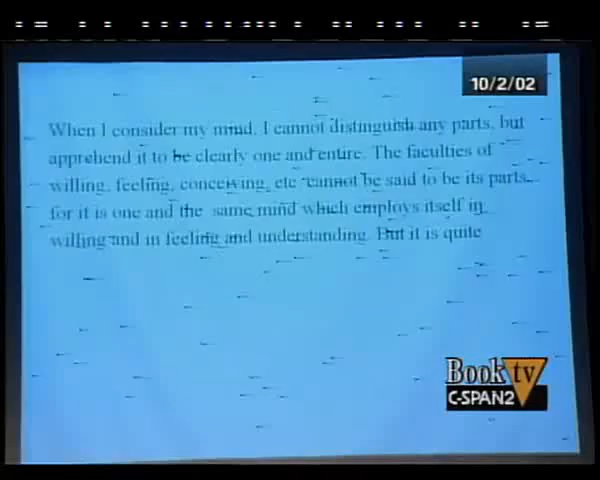 10/2/02
When I consider my mind, I cannot distinguish any parts, but
apprehend it to be clearly one and entire. The faculties of
willing, feeling, conceiving, etc cannot be said to be its parts,
for it is one and the same mind which employs itself in
willing and in feeling and understanding. But it is quite
Book tv
C-SPAN2